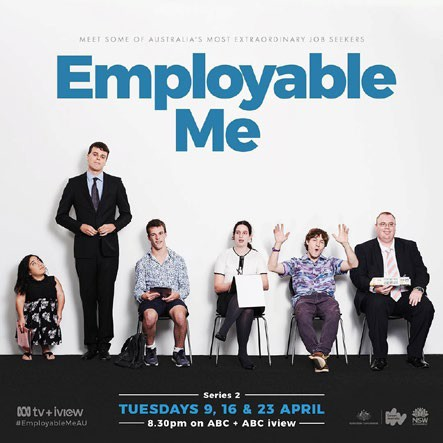 MEET SOME OF AUSTRALIA'S MOST EXTRAORDINARY JOB SEEKERS
Employable
Me
Series 2
TUESDAYS 9, 16 & 23 APRIL
8.30pm on ABC + ABC iview
tv+iview
#EmployableMeAU
NSW